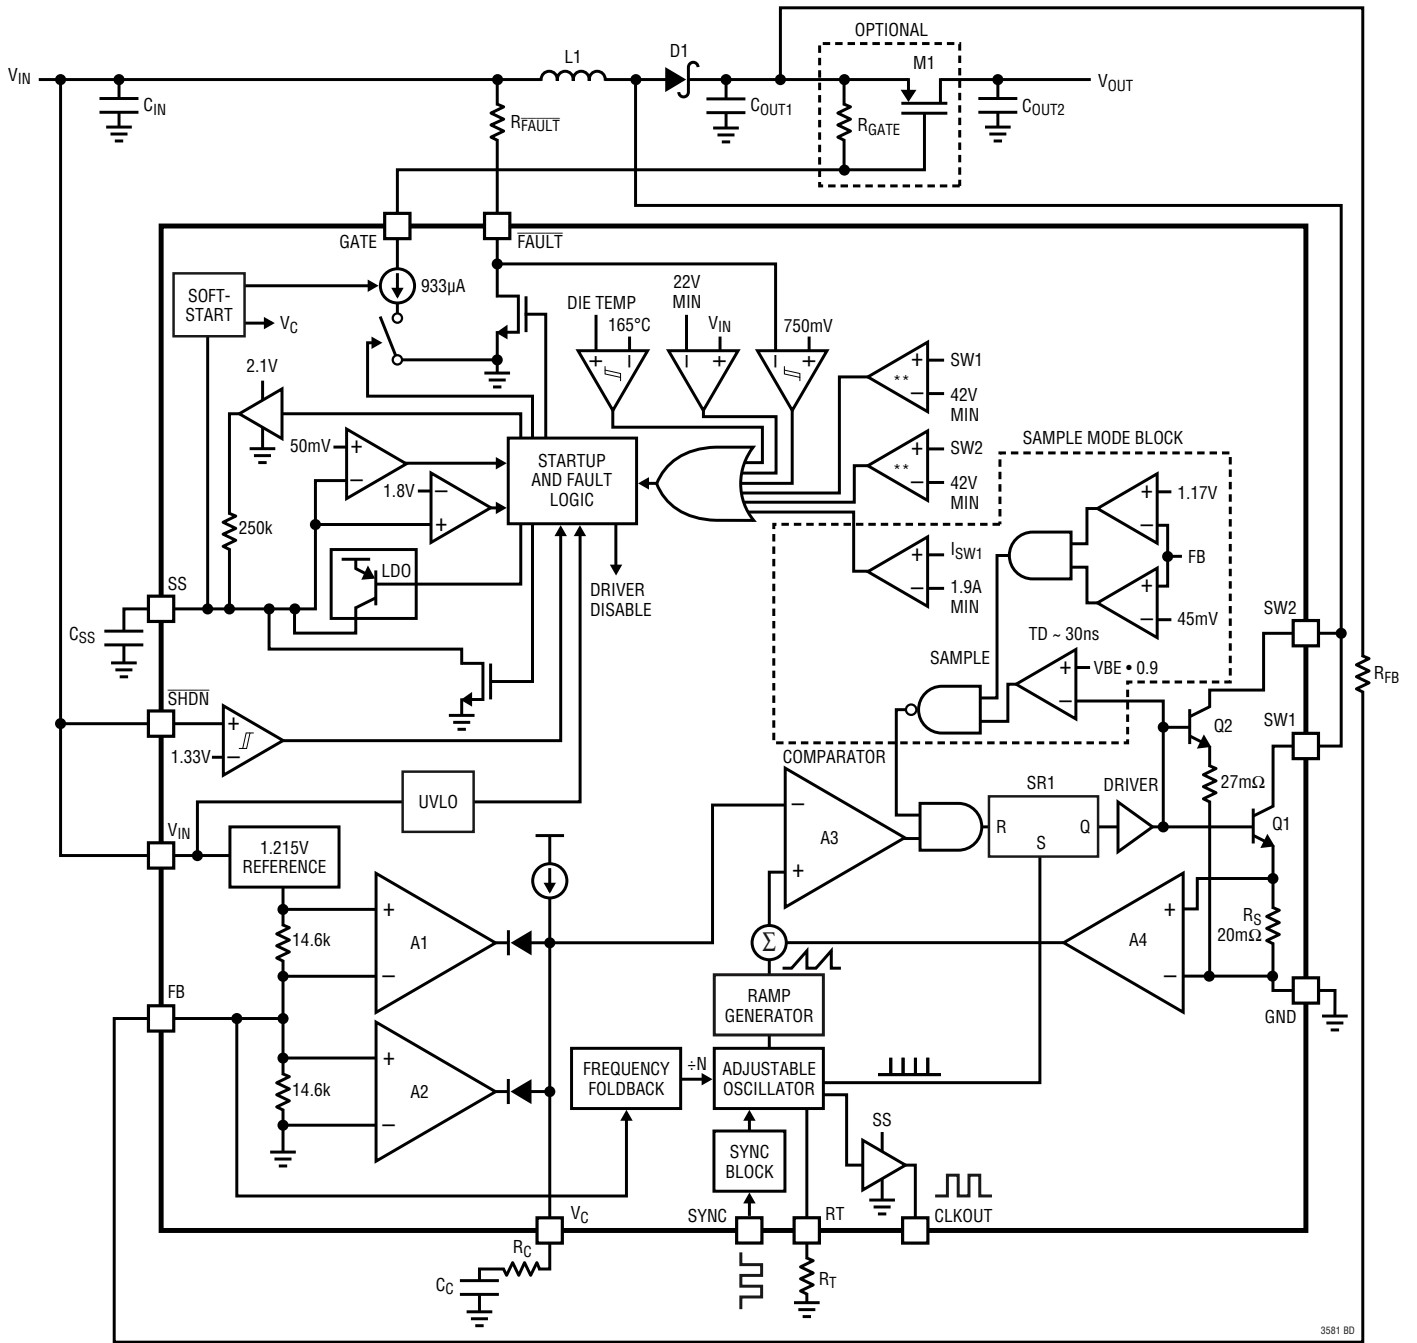 OPTIONAL
L1
D1
M1
VIN
VOUT
CIN
RFAULT
COUT1
RGATE
COUT2
GATE
FAULT
SOFT-
START
933µA
VC
22V
MIN
DIE TEMP
165°C
VIN
750mV
+
−
−
+
−
+
+
SW1
**
−
42V
MIN
2.1V
50mV
+
−
1.8V
−
+
STARTUP
AND FAULT
LOGIC
+
SW2
**
−
42V
MIN
SAMPLE MODE BLOCK
+
1.17V
−
FB
+
−
45mV
250k
LDO
DRIVER
DISABLE
+
ISW1
−
1.9A
MIN
SS
CSS
SW2
TD ~ 30ns
SAMPLE
+
VBE • 0.9
−
RFB
SHDN
+
1.33V
−
Q2
SW1
COMPARATOR
27mΩ
UVLO
VIN
1.215V
REFERENCE
−
A3
+
SR1
R
Q
S
DRIVER
Q1
14.6k
+
A1
−
Σ
A4
+
−
RS
20mΩ
FB
RAMP
GENERATOR
GND
14.6k
+
A2
−
FREQUENCY
FOLDBACK
÷N
ADJUSTABLE
OSCILLATOR
SS
SYNC
BLOCK
VC
SYNC
RT
CLKOUT
RC
CC
RT
3581 BD